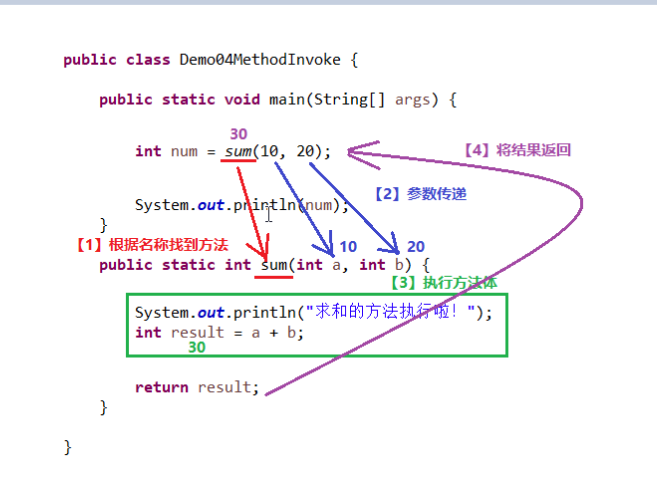 public class Demo04MethodInvoke {
public static void main(String[] args) {
30
int num = sum(10, 20);
【4】将结果返回
【2】参数传递
System.out.println(num);
}
【1】根据名称找到方法
10 20
public static int sum(int a, int b) {
【3】执行方法体
System.out.println("求和的方法执行啦！");
int result = a + b;
30
return result;
}
}